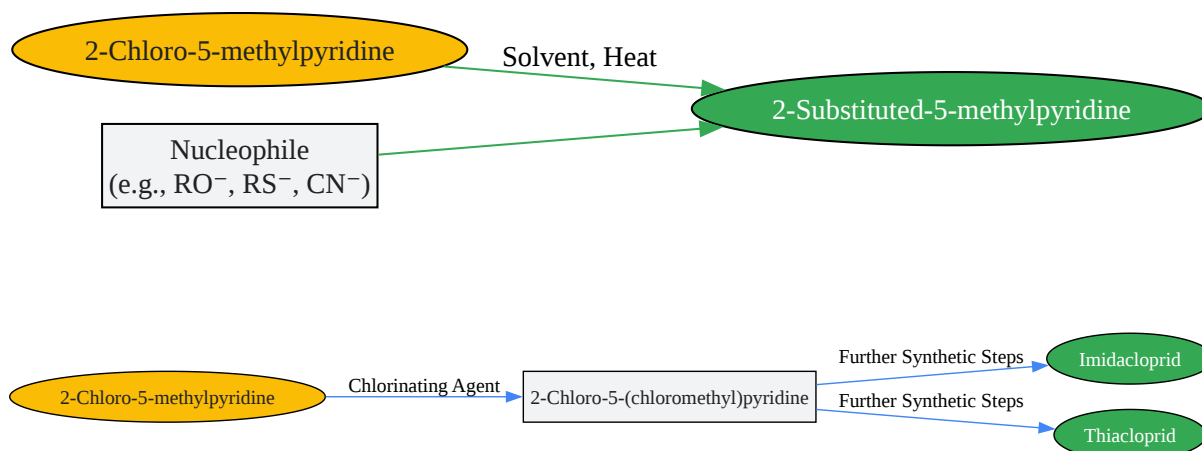 2-Chloro-5-methylpyridine
Solvent, Heat
2-Substituted-5-methylpyridine
Nucleophile
(e.g., RO⁻, RS⁻, CN⁻)
2-Chloro-5-methylpyridine
Chlorinating Agent
2-Chloro-5-(chloromethyl)pyridine
Further Synthetic Steps
Imidacloprid
Further Synthetic Steps
Thiacloprid